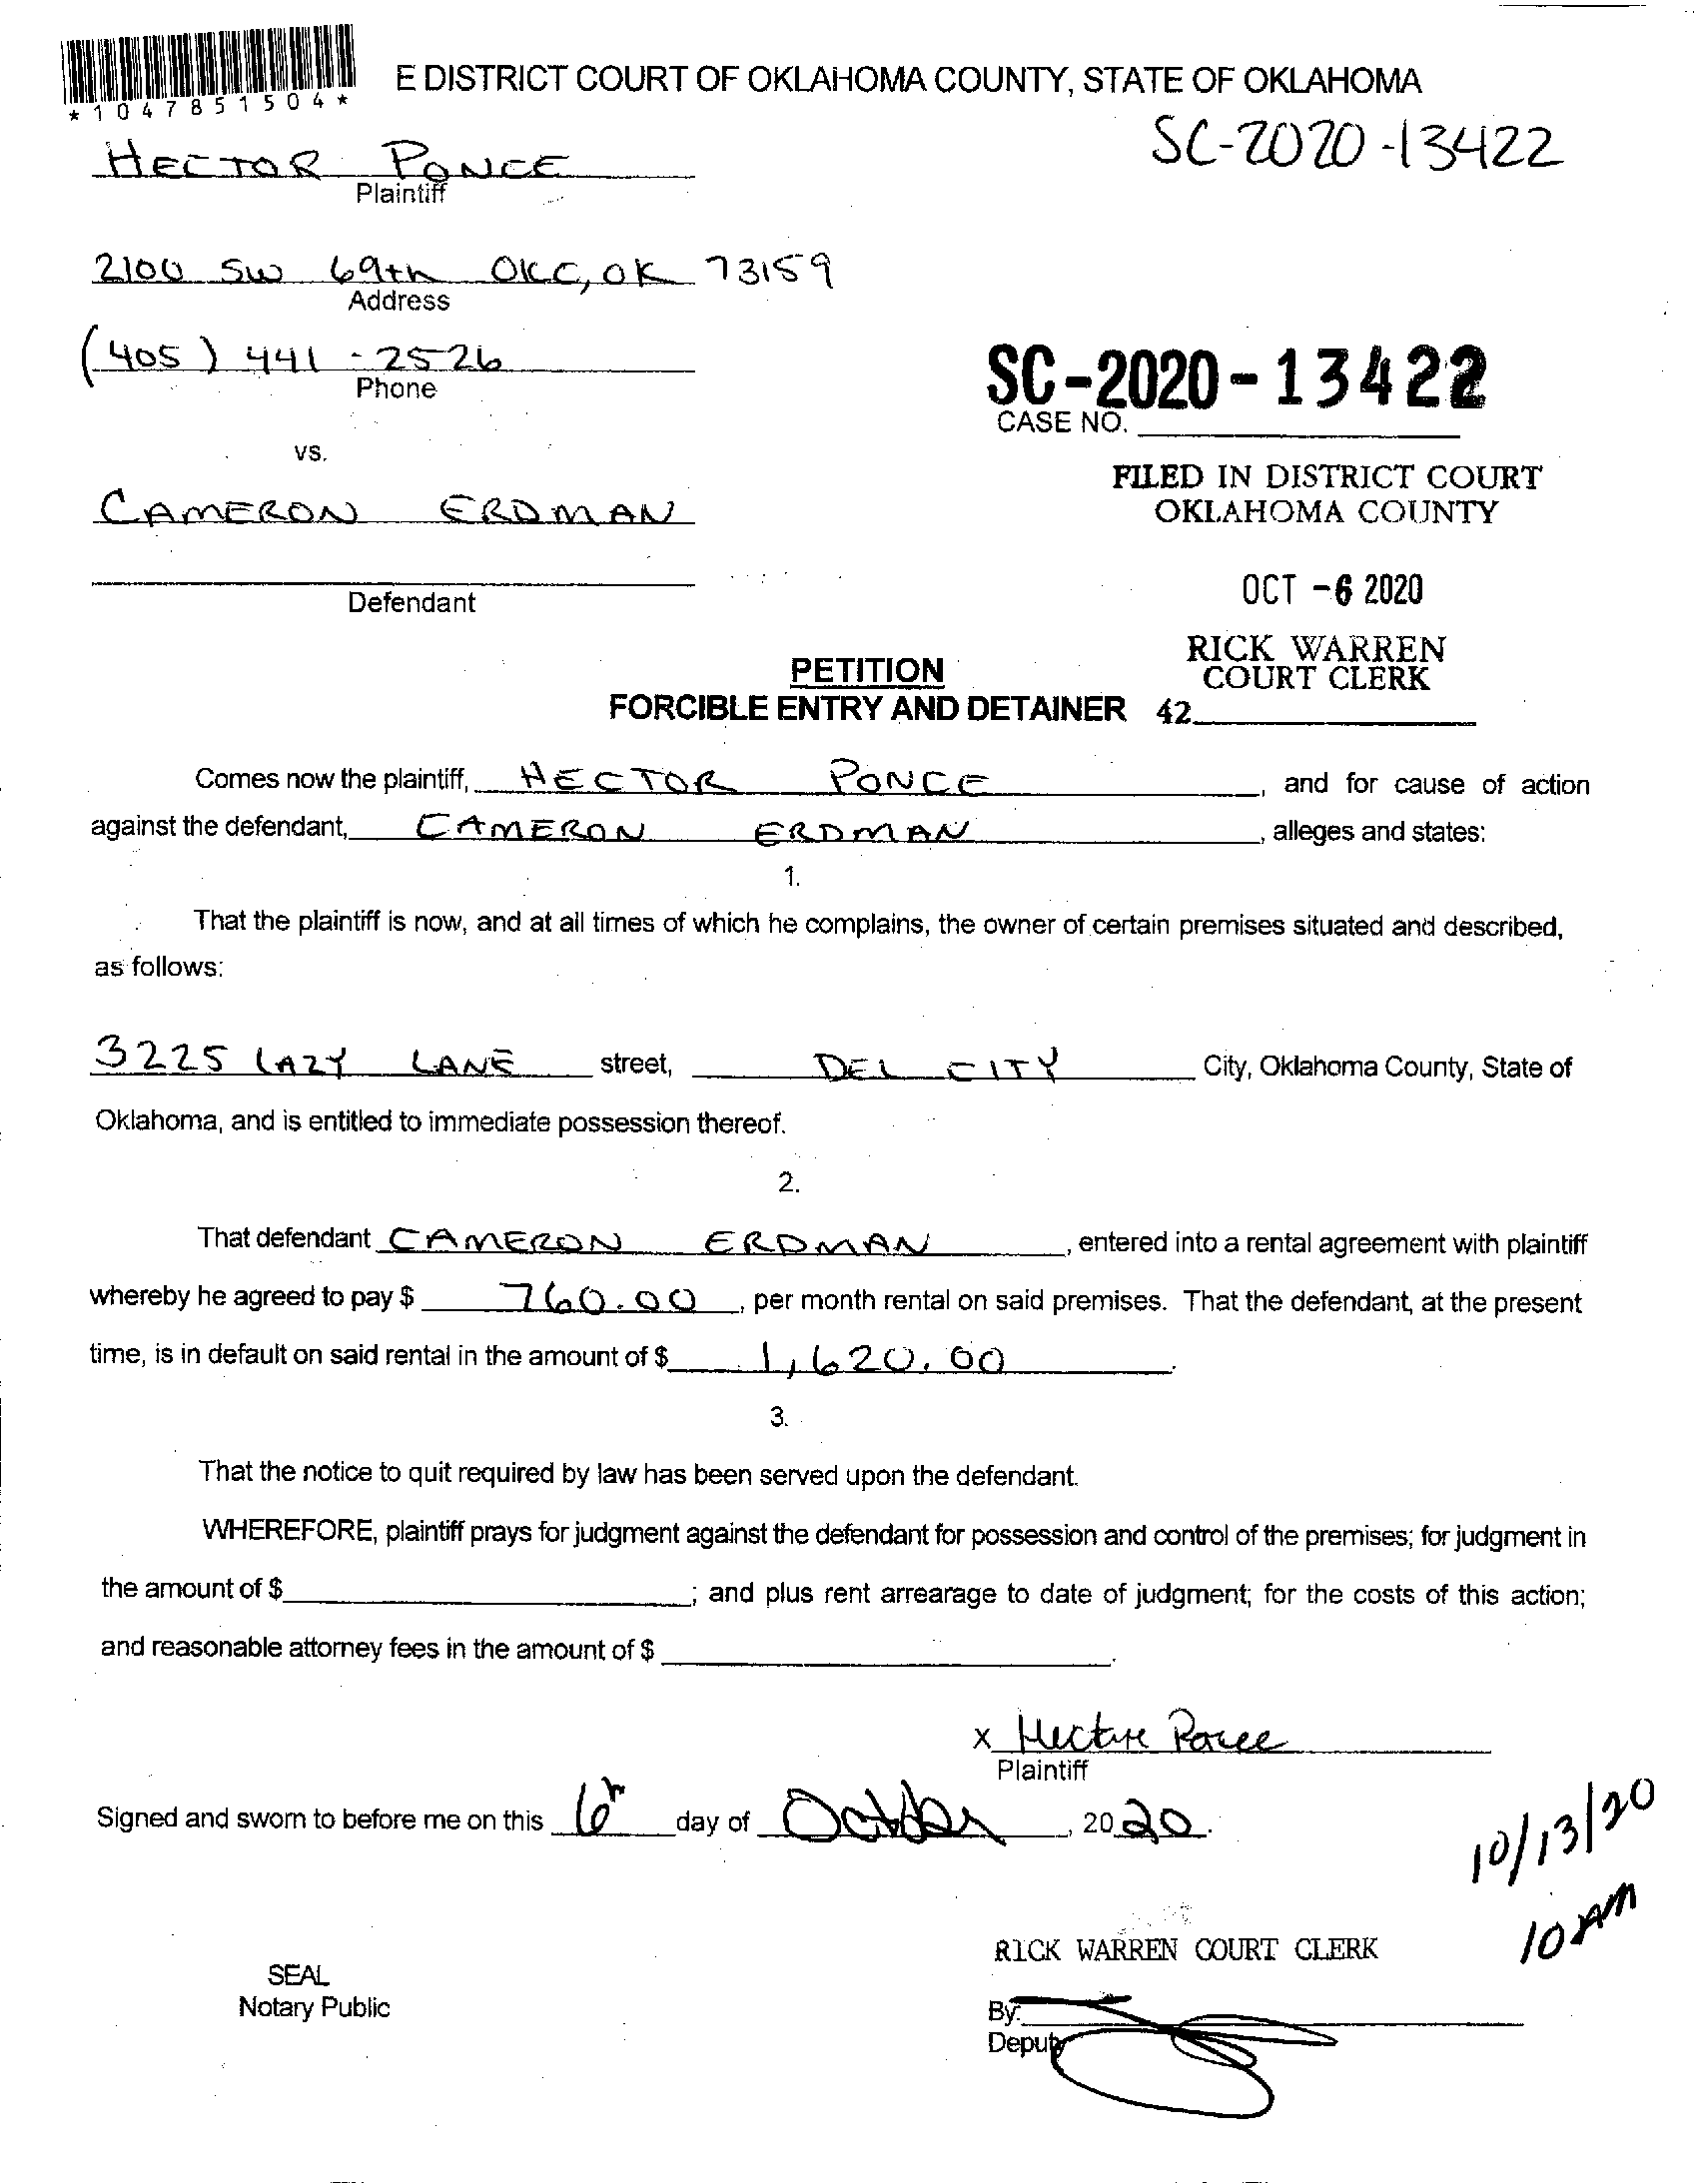 *1047851504*
E DISTRICT COURT OF OKLAHOMA COUNTY, STATE OF OKLAHOMA
SC-2020-13422
HECTOR PONCE
Plaintiff
2100 SW 69th OKC, OK 73159
Address
(405) 441-2526
Phone
SC-2020-13422
CASE NO.
vs.
FILED IN DISTRICT COURT
OKLAHOMA COUNTY
CAMERON ERDMAN
Defendant
OCT -6 2020
RICK WARREN
COURT CLERK
42
PETITION
FORCIBLE ENTRY AND DETAINER
Comes now the plaintiff, HECTOR PONCE, and for cause of action
against the defendant, CAMERON ERDMAN, alleges and states:
1.
That the plaintiff is now, and at all times of which he complains, the owner of certain premises situated and described,
as follows:
3225 LAZY LANE street, DEL CITY City, Oklahoma County, State of
Oklahoma, and is entitled to immediate possession thereof.
2.
That defendant CAMERON ERDMAN, entered into a rental agreement with plaintiff
whereby he agreed to pay $ 760.00, per month rental on said premises. That the defendant, at the present
time, is in default on said rental in the amount of $ 1,620.00.
3.
That the notice to quit required by law has been served upon the defendant.
WHEREFORE, plaintiff prays for judgment against the defendant for possession and control of the premises; for judgment in
the amount of $ ; and plus rent arrearage to date of judgment; for the costs of this action;
and reasonable attorney fees in the amount of $ .
x Hector Ponce
Plaintiff
Signed and sworn to before me on this 6th day of October, 2020.
10/13/20
10 AM
RICK WARREN COURT CLERK
SEAL
Notary Public
By:
Deputy